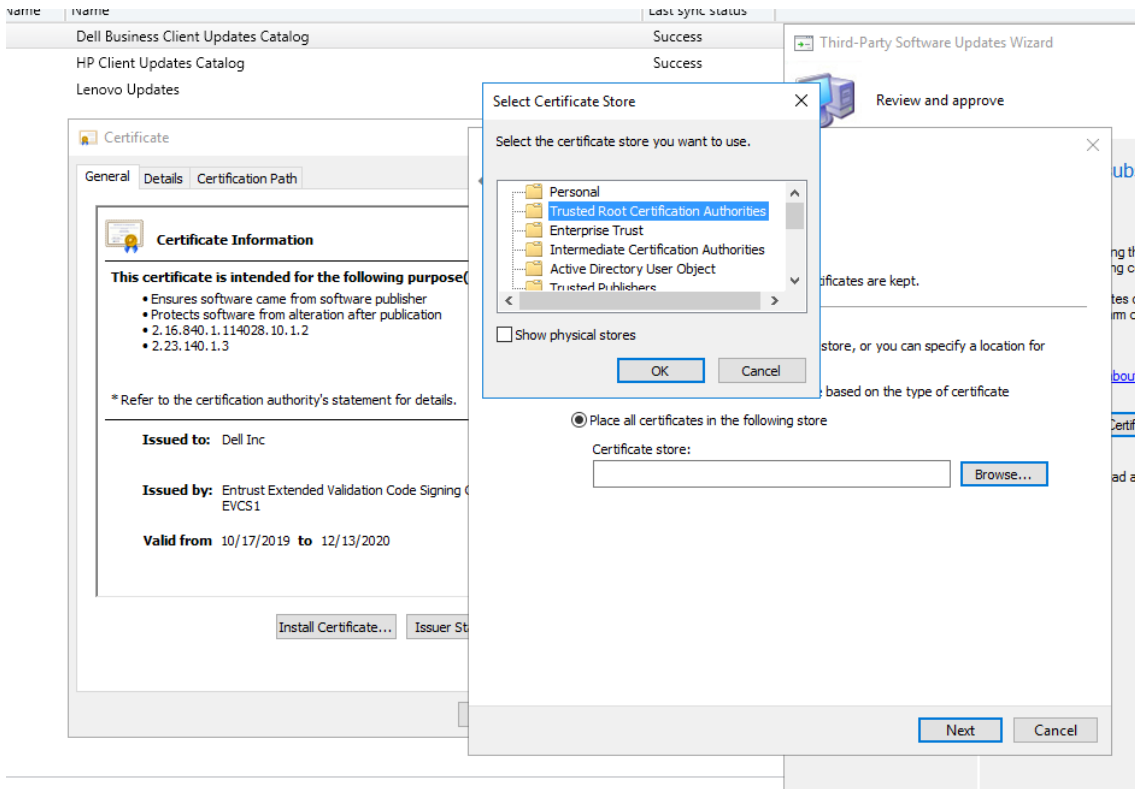 Name Name Last sync status
Dell Business Client Updates Catalog Success
HP Client Updates Catalog Success
Lenovo Updates
Third-Party Software Updates Wizard
Review and approve
Certificate
General Details Certification Path
Certificate Information
This certificate is intended for the following purpose(
• Ensures software came from software publisher
• Protects software from alteration after publication
• 2.16.840.1.114028.10.1.2
• 2.23.140.1.3
* Refer to the certification authority's statement for details.
Issued to: Dell Inc
Issued by: Entrust Extended Validation Code Signing
EVCS1
Valid from 10/17/2019 to 12/13/2020
Install Certificate...
Issuer St
Select Certificate Store
Select the certificate store you want to use.
Personal
Trusted Root Certification Authorities
Enterprise Trust
Intermediate Certification Authorities
Active Directory User Object
Trusted Publishers
Show physical stores
OK Cancel
tificates are kept.
store, or you can specify a location for
based on the type of certificate
Place all certificates in the following store
Certificate store:
Browse...
Next Cancel